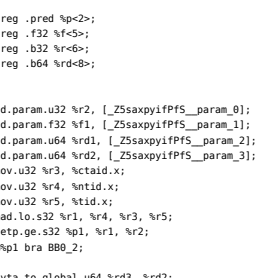 reg .pred %p<2>;
reg .f32 %f<5>;
reg .b32 %r<6>;
reg .b64 %rd<8>;
d.param.u32 %r2, [_Z5saxpyifPfS__param_0];
d.param.f32 %f1, [_Z5saxpyifPfS__param_1];
d.param.u64 %rd1, [_Z5saxpyifPfS__param_2];
d.param.u64 %rd2, [_Z5saxpyifPfS__param_3];
ov.u32 %r3, %ctaid.x;
ov.u32 %r4, %ntid.x;
ov.u32 %r5, %tid.x;
ad.lo.s32 %r1, %r4, %r3, %r5;
etp.ge.s32 %p1, %r1, %r2;
%p1 bra BB0_2;
vta.to.global.u64 %rd3, %rd2;